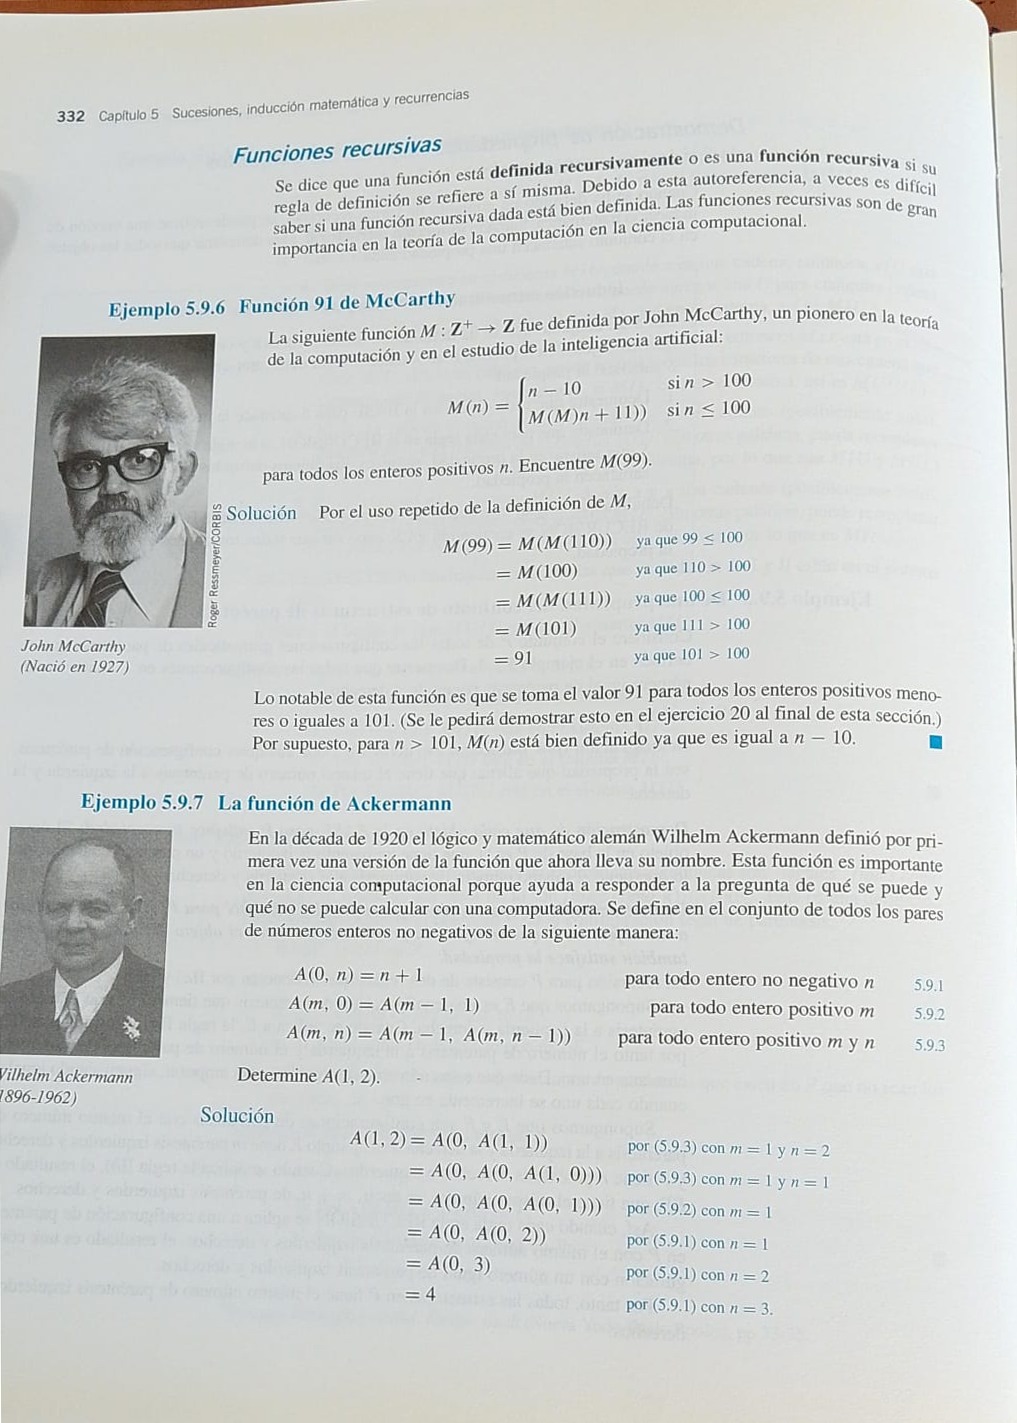 332 Capítulo 5 Sucesiones, inducción matemática y recurrencias
Funciones recursivas
Se dice que una función está definida recursivamente o es una función recursiva si su
regla de definición se refiere a sí misma. Debido a esta autoreferencia, a veces es difícil
saber si una función recursiva dada está bien definida. Las funciones recursivas son de gran
importancia en la teoría de la computación en la ciencia computacional.
Ejemplo 5.9.6 Función 91 de McCarthy
La siguiente función M : Z⁺ → Z fue definida por John McCarthy, un pionero en la teoría
de la computación y en el estudio de la inteligencia artificial:
M(n) = { n − 10 si n > 100
M(M)n + 11)) si n ≤ 100
para todos los enteros positivos n. Encuentre M(99).
Solución Por el uso repetido de la definición de M,
M(99) = M(M(110)) ya que 99 ≤ 100
= M(100) ya que 110 > 100
= M(M(111)) ya que 100 ≤ 100
= M(101) ya que 111 > 100
= 91 ya que 101 > 100
Roger Ressmeyer/CORBIS
John McCarthy
(Nació en 1927)
Lo notable de esta función es que se toma el valor 91 para todos los enteros positivos meno-
res o iguales a 101. (Se le pedirá demostrar esto en el ejercicio 20 al final de esta sección.)
Por supuesto, para n > 101, M(n) está bien definido ya que es igual a n − 10.
Ejemplo 5.9.7 La función de Ackermann
En la década de 1920 el lógico y matemático alemán Wilhelm Ackermann definió por pri-
mera vez una versión de la función que ahora lleva su nombre. Esta función es importante
en la ciencia computacional porque ayuda a responder a la pregunta de qué se puede y
qué no se puede calcular con una computadora. Se define en el conjunto de todos los pares
de números enteros no negativos de la siguiente manera:
A(0, n) = n + 1 para todo entero no negativo n 5.9.1
A(m, 0) = A(m − 1, 1) para todo entero positivo m 5.9.2
A(m, n) = A(m − 1, A(m, n − 1)) para todo entero positivo m y n 5.9.3
Wilhelm Ackermann
(1896-1962)
Determine A(1, 2).
Solución
A(1, 2) = A(0, A(1, 1)) por (5.9.3) con m = 1 y n = 2
= A(0, A(0, A(1, 0))) por (5.9.3) con m = 1 y n = 1
= A(0, A(0, A(0, 1))) por (5.9.2) con m = 1
= A(0, A(0, 2)) por (5.9.1) con n = 1
= A(0, 3) por (5.9.1) con n = 2
= 4 por (5.9.1) con n = 3.